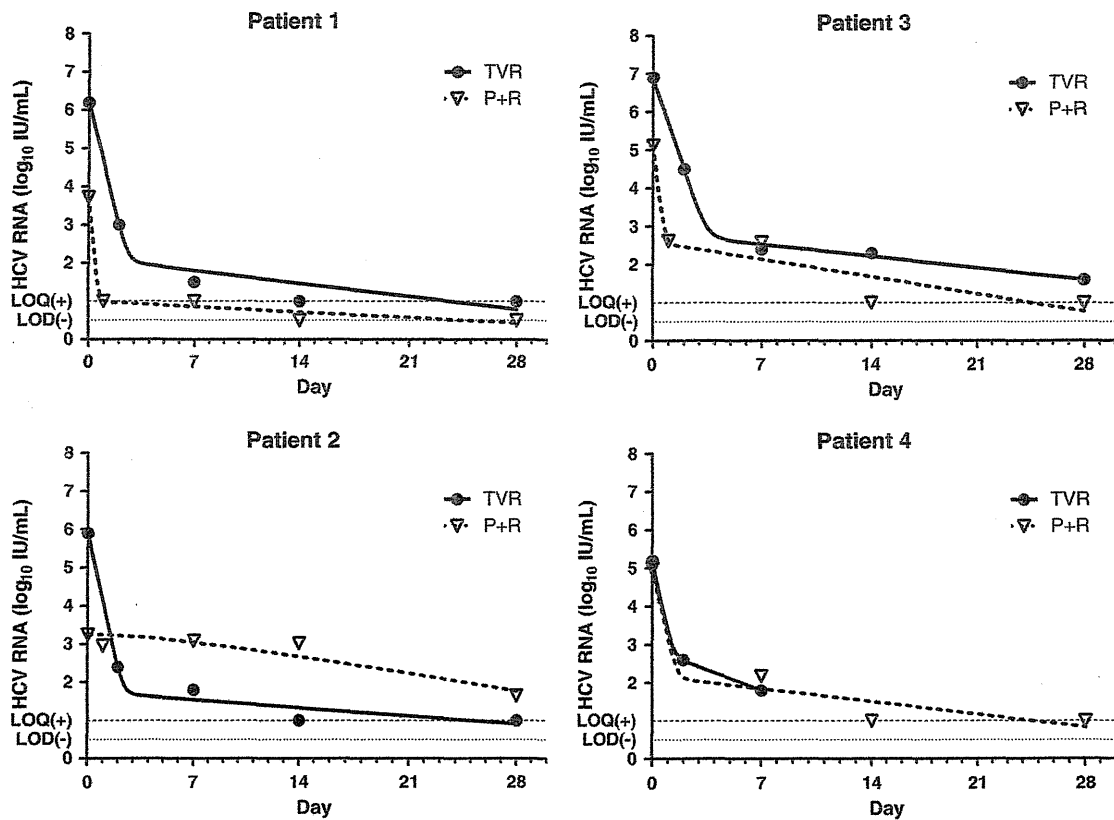 Patient 1
HCV RNA (log10 IU/mL)
8
7
6
5
4
3
2
LOQ(+)
LOD(-)
0
TVR
P+R
0 7 14 21 28
Day
Patient 3
HCV RNA (log10 IU/mL)
8
7
6
5
4
3
2
LOQ(+)
LOD(-)
0
TVR
P+R
0 7 14 21 28
Day
Patient 2
HCV RNA (log10 IU/mL)
8
7
6
5
4
3
2
LOQ(+)
LOD(-)
0
TVR
P+R
0 7 14 21 28
Day
Patient 4
HCV RNA (log10 IU/mL)
8
7
6
5
4
3
2
LOQ(+)
LOD(-)
0
TVR
P+R
0 7 14 21 28
Day